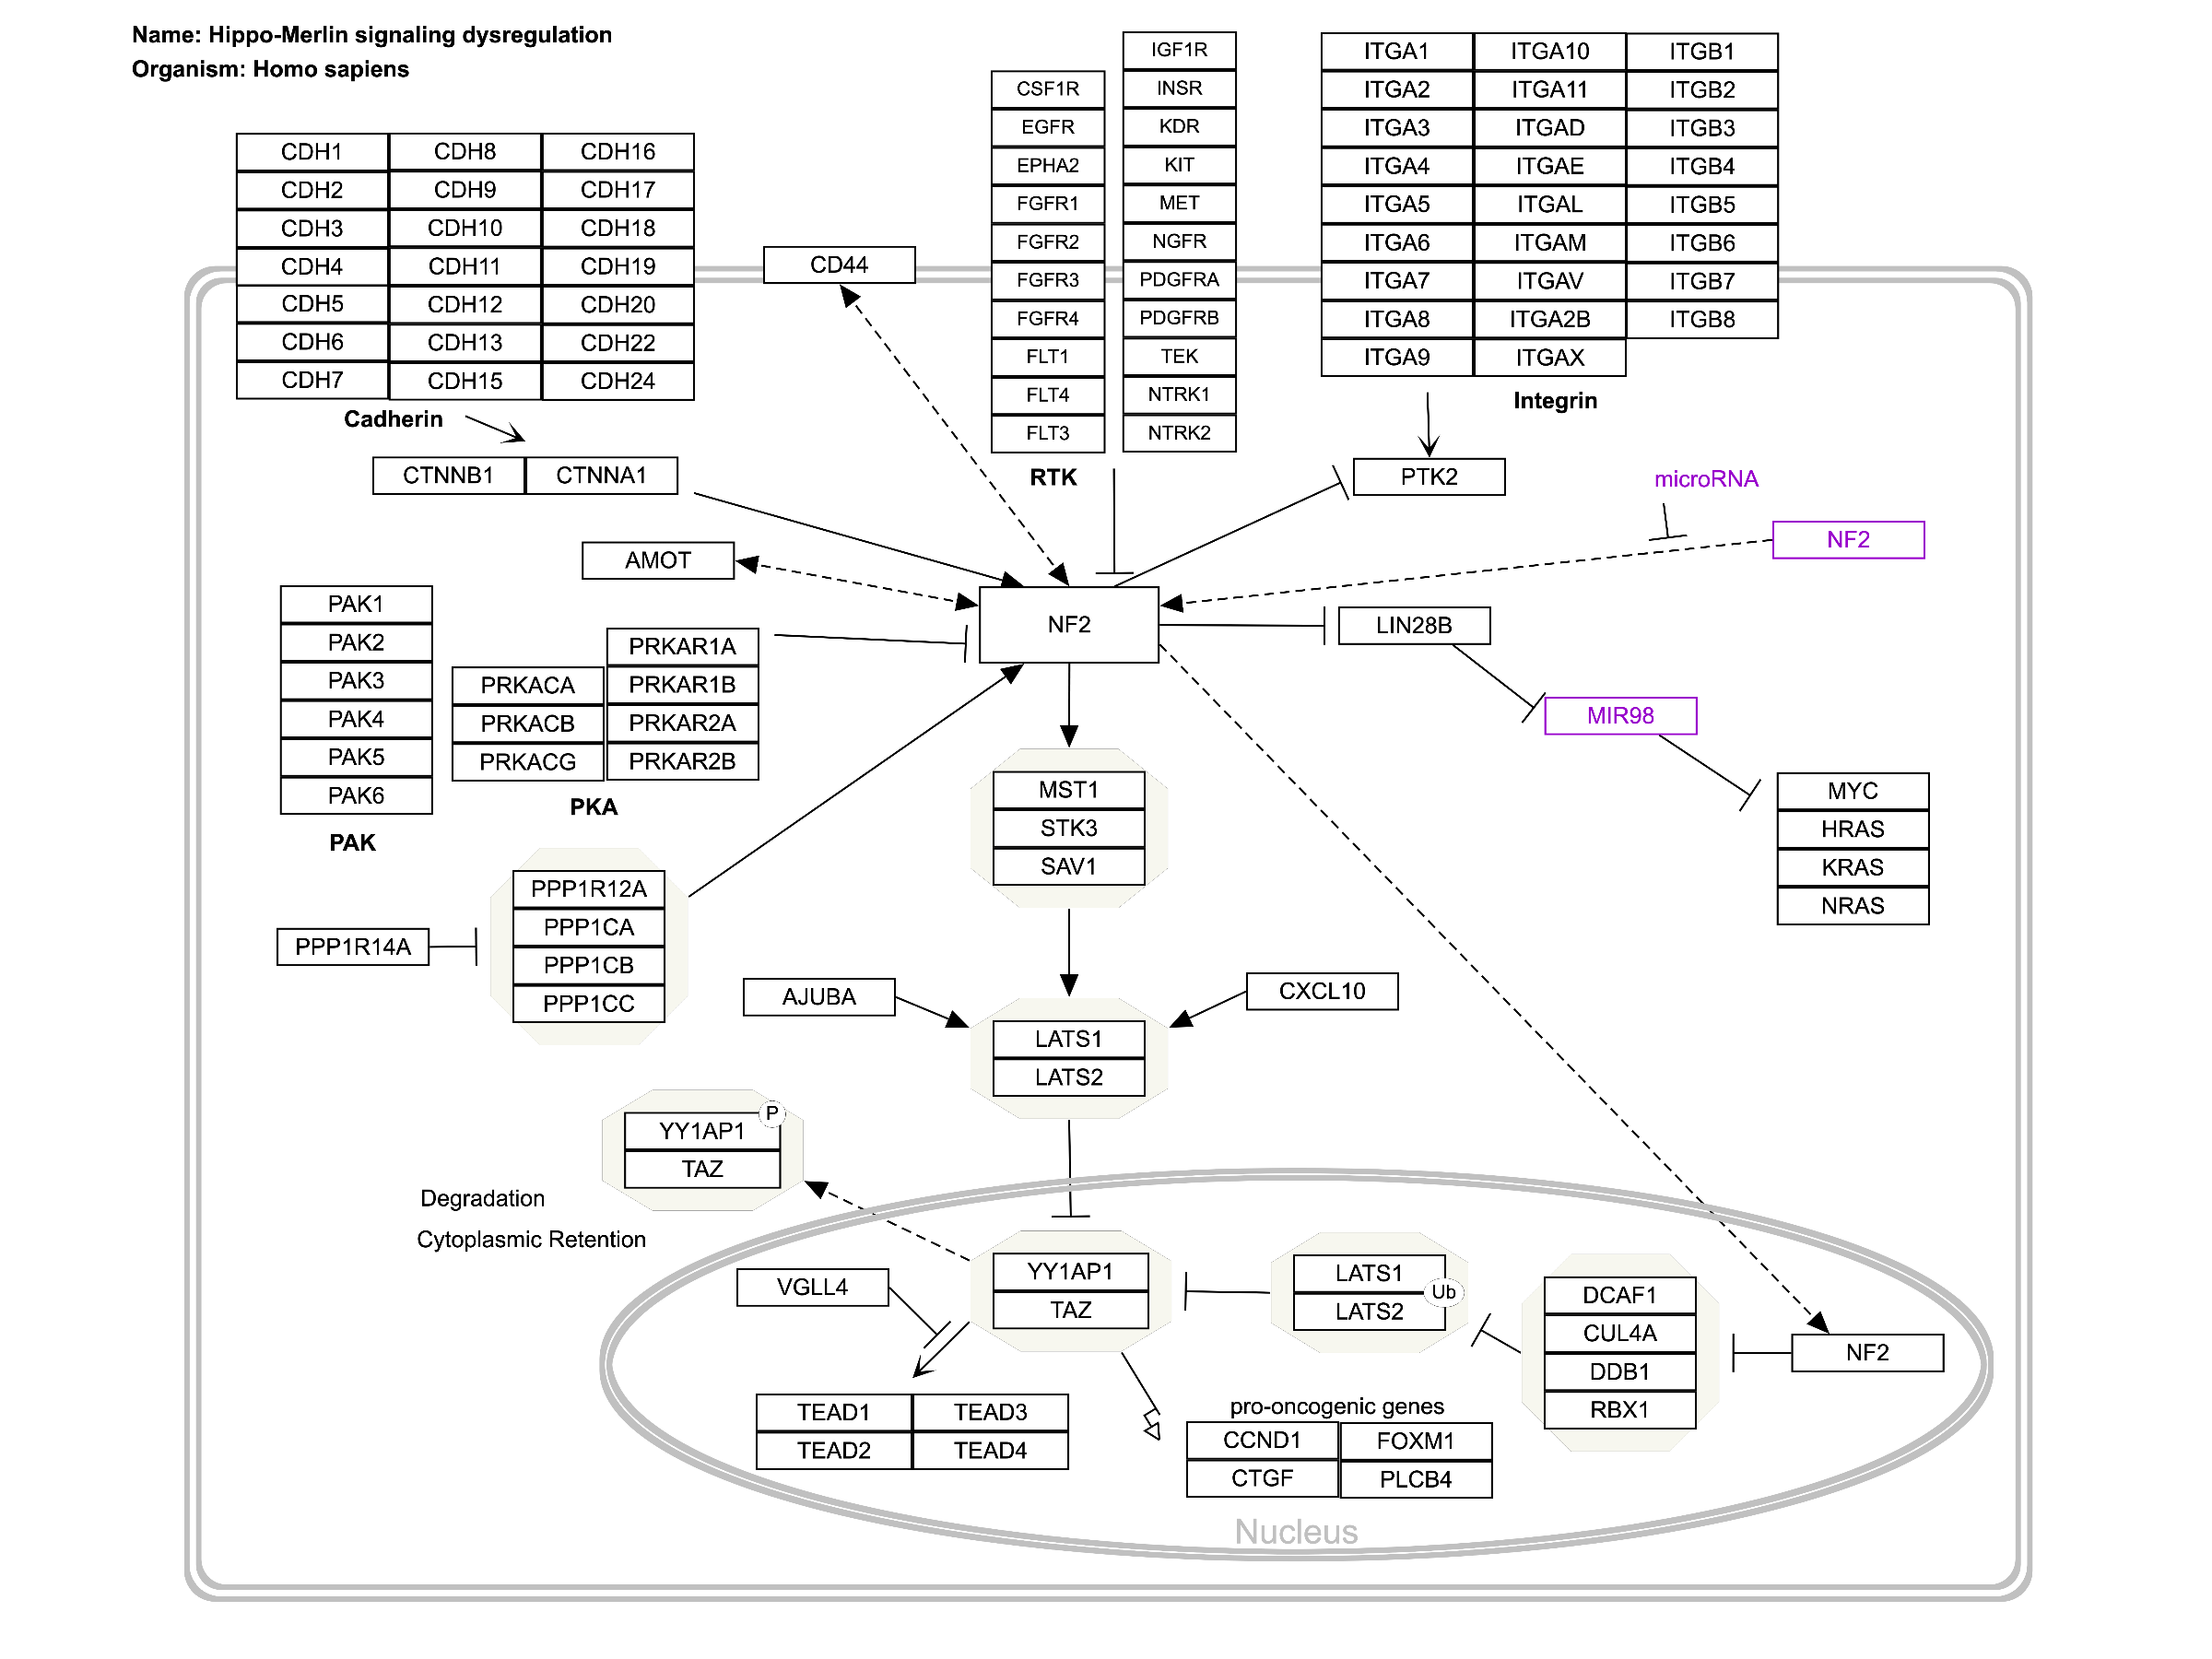 Name: Hippo-Merlin signaling dysregulation
Organism: Homo sapiens
CDH1 CDH8 CDH16
CDH2 CDH9 CDH17
CDH3 CDH10 CDH18
CDH4 CDH11 CDH19
CDH5 CDH12 CDH20
CDH6 CDH13 CDH22
CDH7 CDH15 CDH24
Cadherin
CTNNB1 CTNNA1
CD44
CSF1R
EGFR
EPHA2
FGFR1
FGFR2
FGFR3
FGFR4
FLT1
FLT4
FLT3
IGF1R
INSR
KDR
KIT
MET
NGFR
PDGFRA
PDGFRB
TEK
NTRK1
NTRK2
RTK
ITGA1 ITGA10 ITGB1
ITGA2 ITGA11 ITGB2
ITGA3 ITGAD ITGB3
ITGA4 ITGAE ITGB4
ITGA5 ITGAL ITGB5
ITGA6 ITGAM ITGB6
ITGA7 ITGAV ITGB7
ITGA8 ITGA2B ITGB8
ITGA9 ITGAX
Integrin
PTK2
microRNA
NF2
AMOT
NF2
LIN28B
MIR98
MYC
HRAS
KRAS
NRAS
PAK1
PAK2
PAK3
PAK4
PAK5
PAK6
PAK
PRKACA
PRKACB
PRKACG
PRKAR1A
PRKAR1B
PRKAR2A
PRKAR2B
PKA
MST1
STK3
SAV1
PPP1R14A
PPP1R12A
PPP1CA
PPP1CB
PPP1CC
AJUBA
CXCL10
LATS1
LATS2
YY1AP1
P
TAZ
Degradation
Cytoplasmic Retention
VGLL4
YY1AP1
TAZ
LATS1
Ub
LATS2
DCAF1
CUL4A
DDB1
RBX1
NF2
TEAD1 TEAD3
TEAD2 TEAD4
pro-oncogenic genes
CCND1 FOXM1
CTGF PLCB4
Nucleus